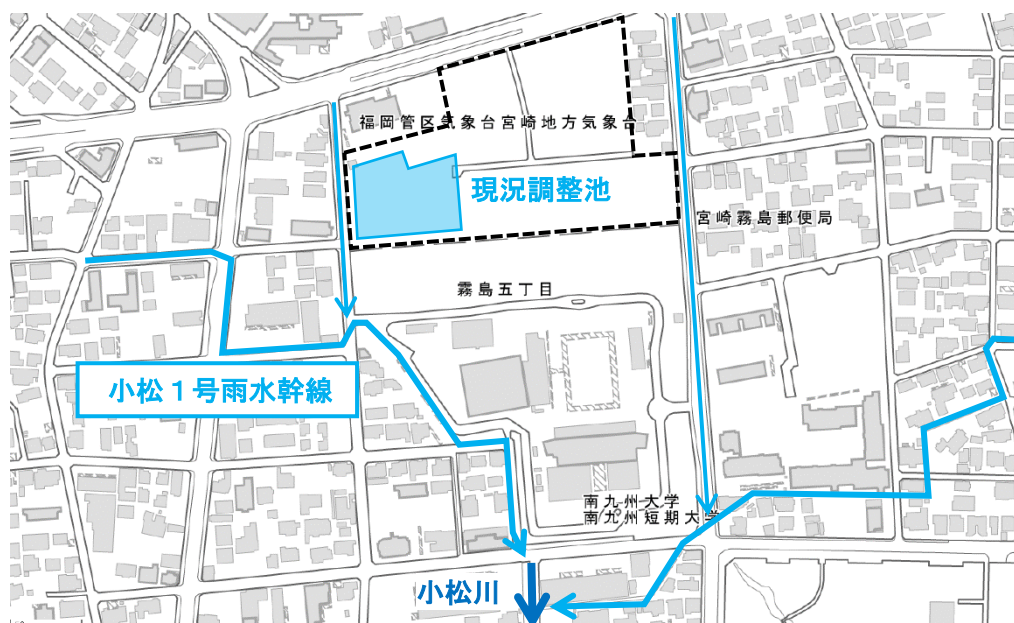 福岡管区気象台宮崎地方気象台
現況調整池
宮崎霧島郵便局
霧島五丁目
小松１号雨水幹線
南九州大学
南九州短期大学
小松川